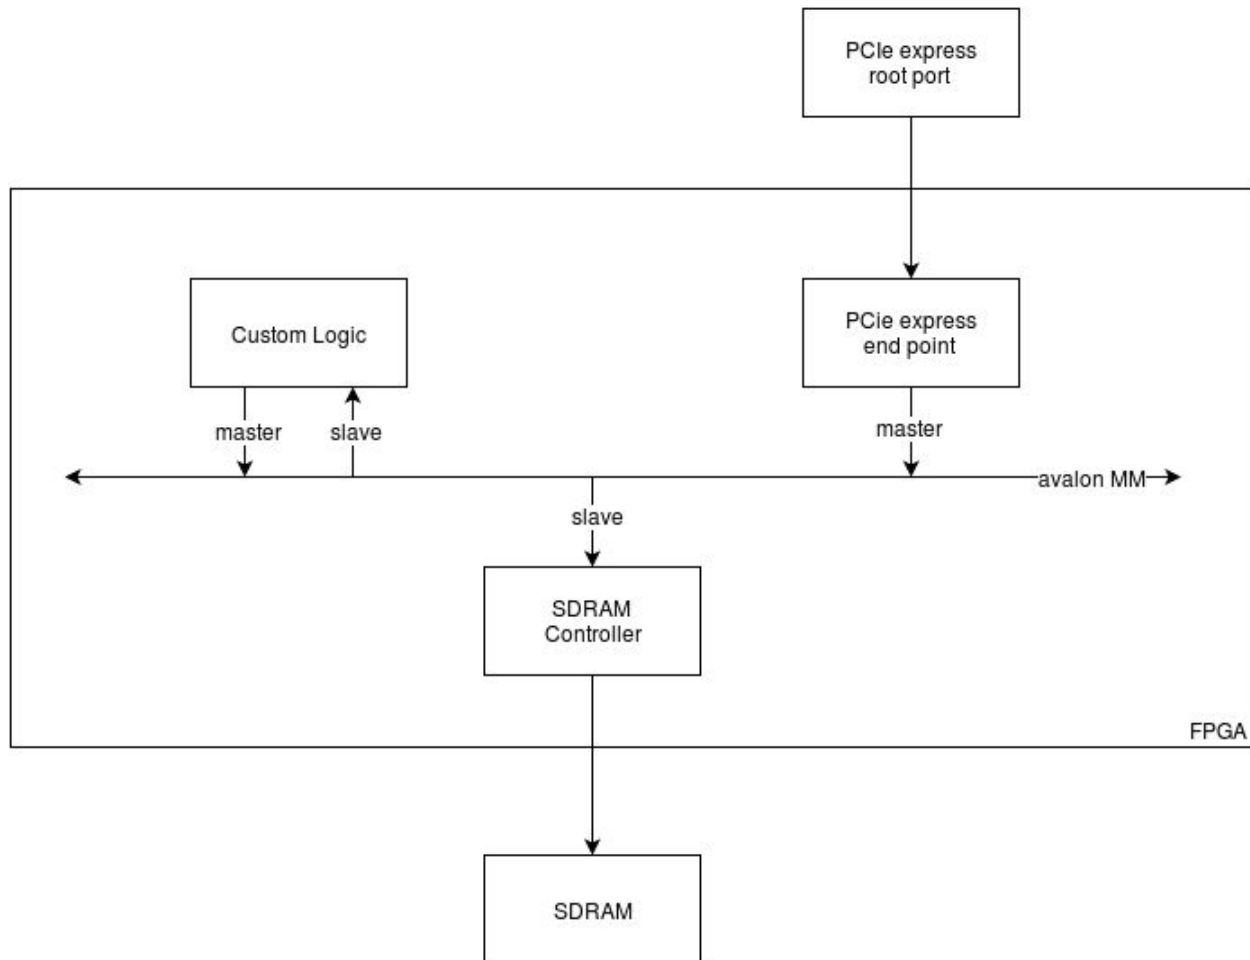 PCIe express
root port
Custom Logic
PCie express
end point
master
slave
master
avalon MM
slave
SDRAM
Controller
FPGA
SDRAM